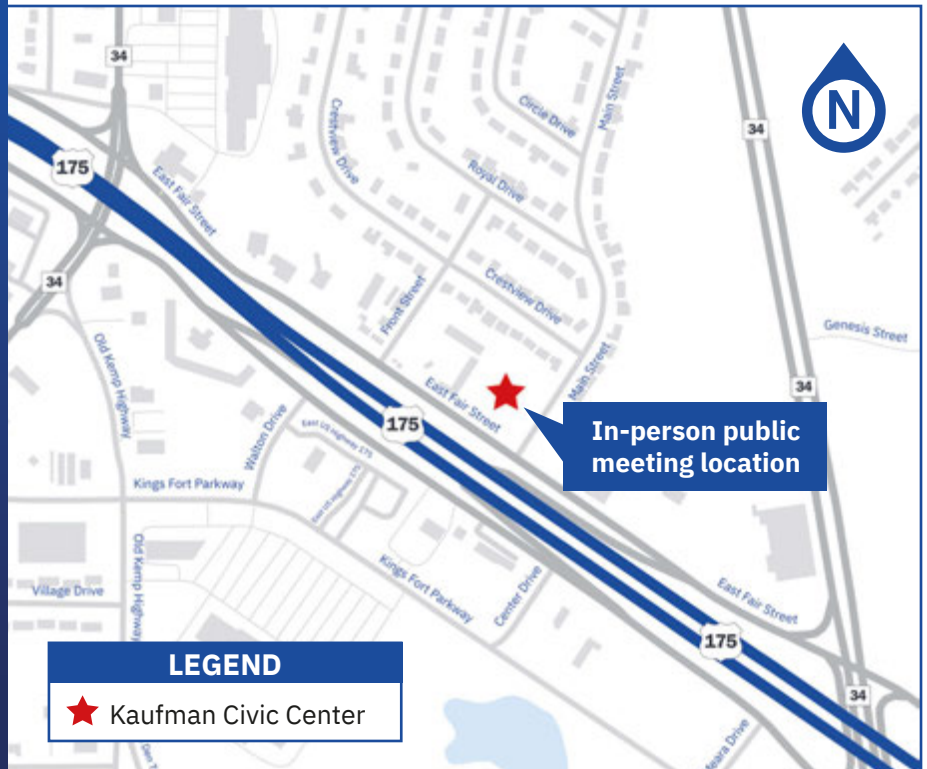 34
Main Street
N
Circle Drive
Crestview Drive
34
175
East Fair Street
Royal Drive
34
Front Street
Crestview Drive
Genesis Street
Old Kemp Highway
Main Street
34
East Fair Street
175
In-person public
meeting location
Walton Drive
East US Highway 175
Kings Fort Parkway
East US Highway 175
Old Kemp Highway
Kings Fort Parkway
Village Drive
Center Drive
East Fair Street
175
LEGEND
Kaufman Civic Center
34
Drive